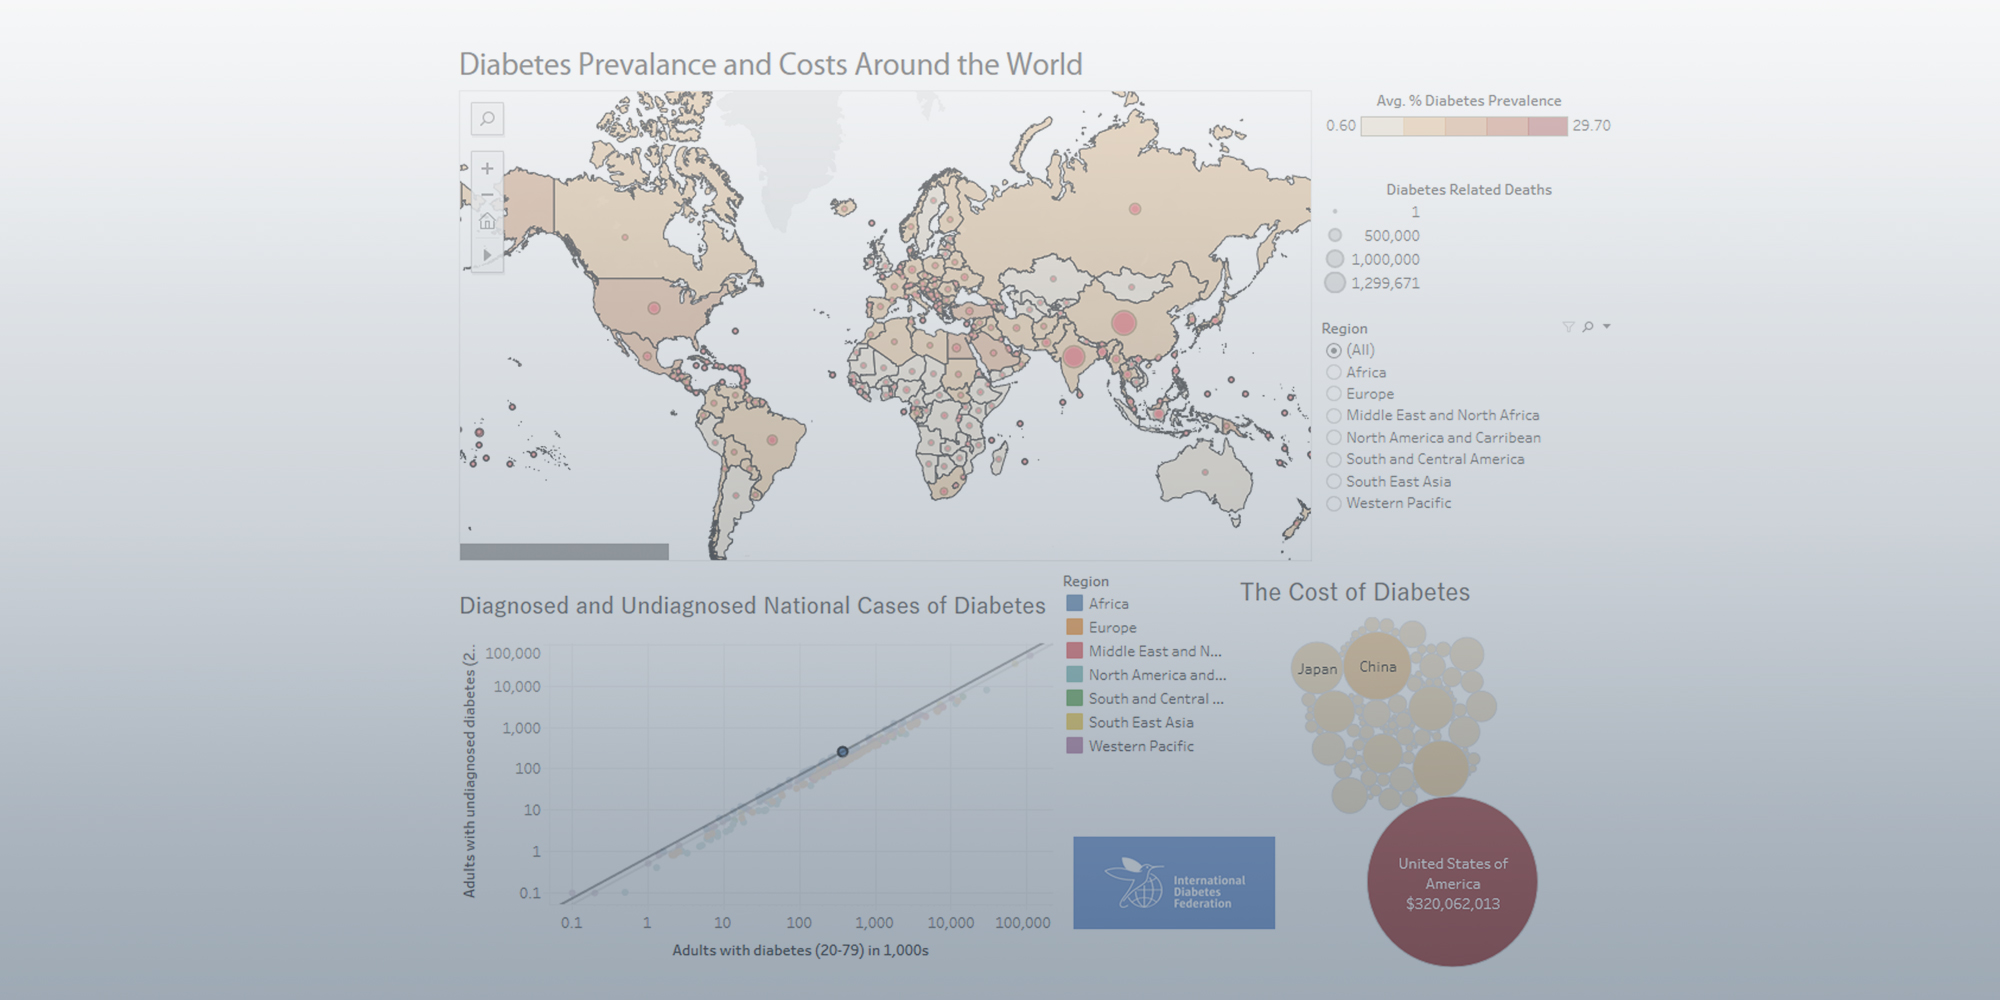 Diabetes Prevalance and Costs Around the World
Avg. % Diabetes Prevalence
0.60
29.70
Diabetes Related Deaths
1
500,000
1,000,000
1,299,671
Region
(All)
Africa
Europe
Middle East and North Africa
North America and Carribean
South and Central America
South East Asia
Western Pacific
Diagnosed and Undiagnosed National Cases of Diabetes
Adults with undiagnosed diabetes (2..
100,000
10,000
1,000
100
10
1
0.1
0.1
1
10
100
1,000
10,000
100,000
Adults with diabetes (20-79) in 1,000s
Region
Africa
Europe
Middle East and N...
North America and...
South and Central ...
South East Asia
Western Pacific
International
Diabetes
Federation
The Cost of Diabetes
Japan
China
United States of
America
$320,062,013